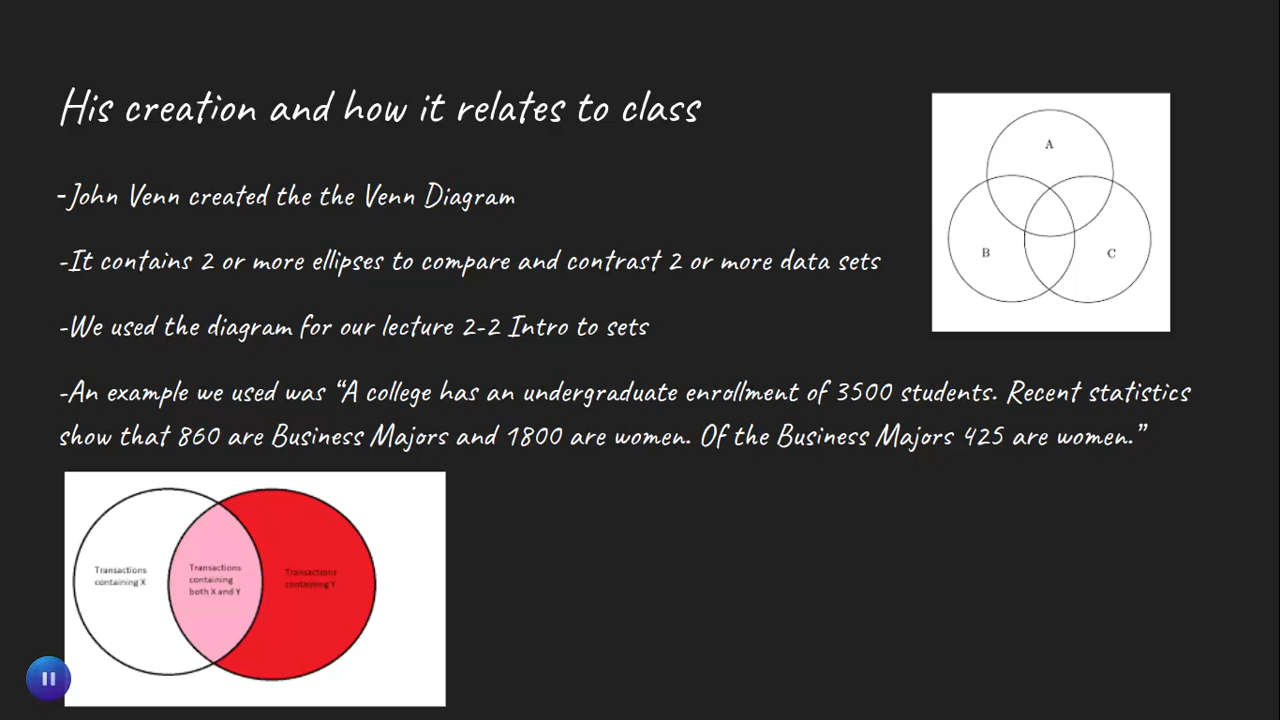 His creation and how it relates to class
-John Venn created the the Venn Diagram
-It contains 2 or more ellipses to compare and contrast 2 or more data sets
-We used the diagram for our lecture 2-2 Intro to sets
-An example we used was “A college has an undergraduate enrollment of 3500 students. Recent statistics
show that 860 are Business Majors and 1800 are women. Of the Business Majors 425 are women.”
A
B
C
Transactions
containing X
Transactions
containing
both X and Y
Transactions
containing Y